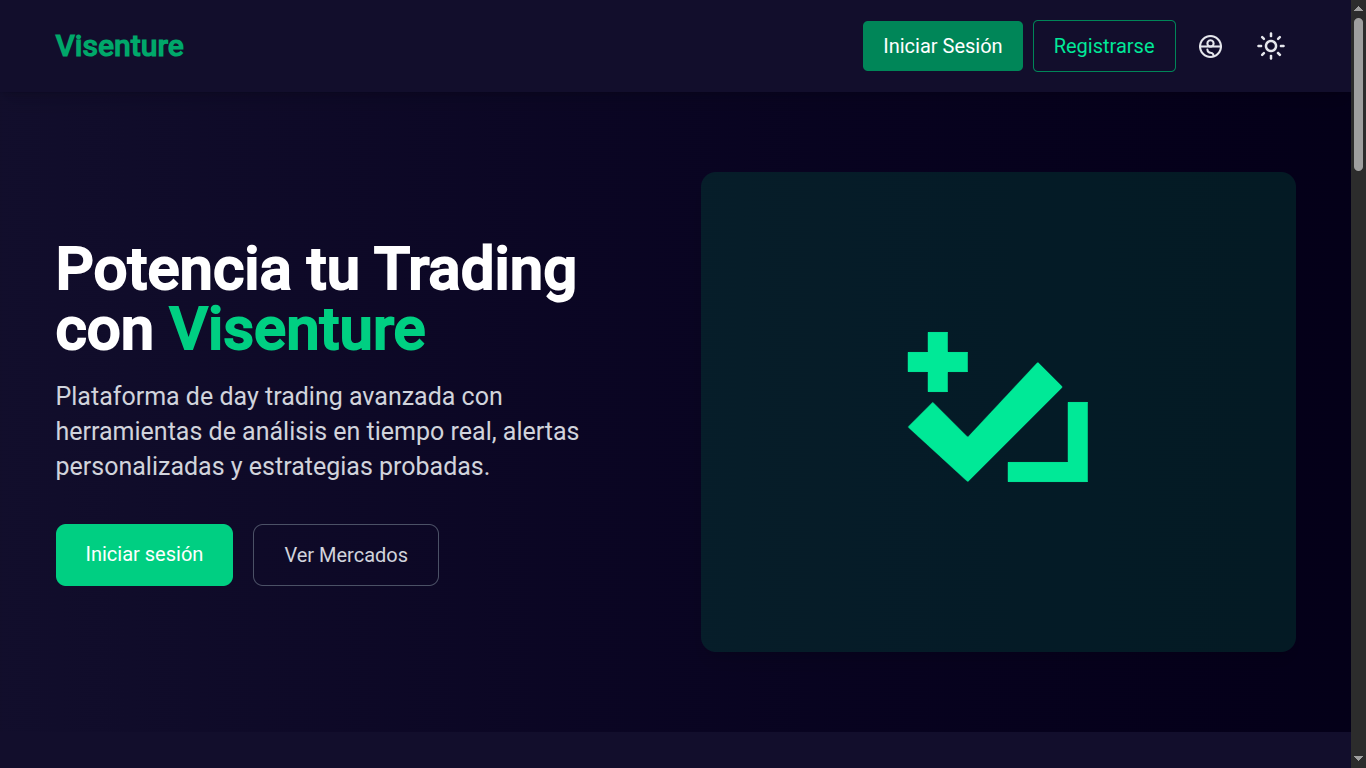 Visenture
Iniciar Sesión
Registrarse
Potencia tu Trading
con Visenture
Plataforma de day trading avanzada con
herramientas de análisis en tiempo real, alertas
personalizadas y estrategias probadas.
Iniciar sesión
Ver Mercados